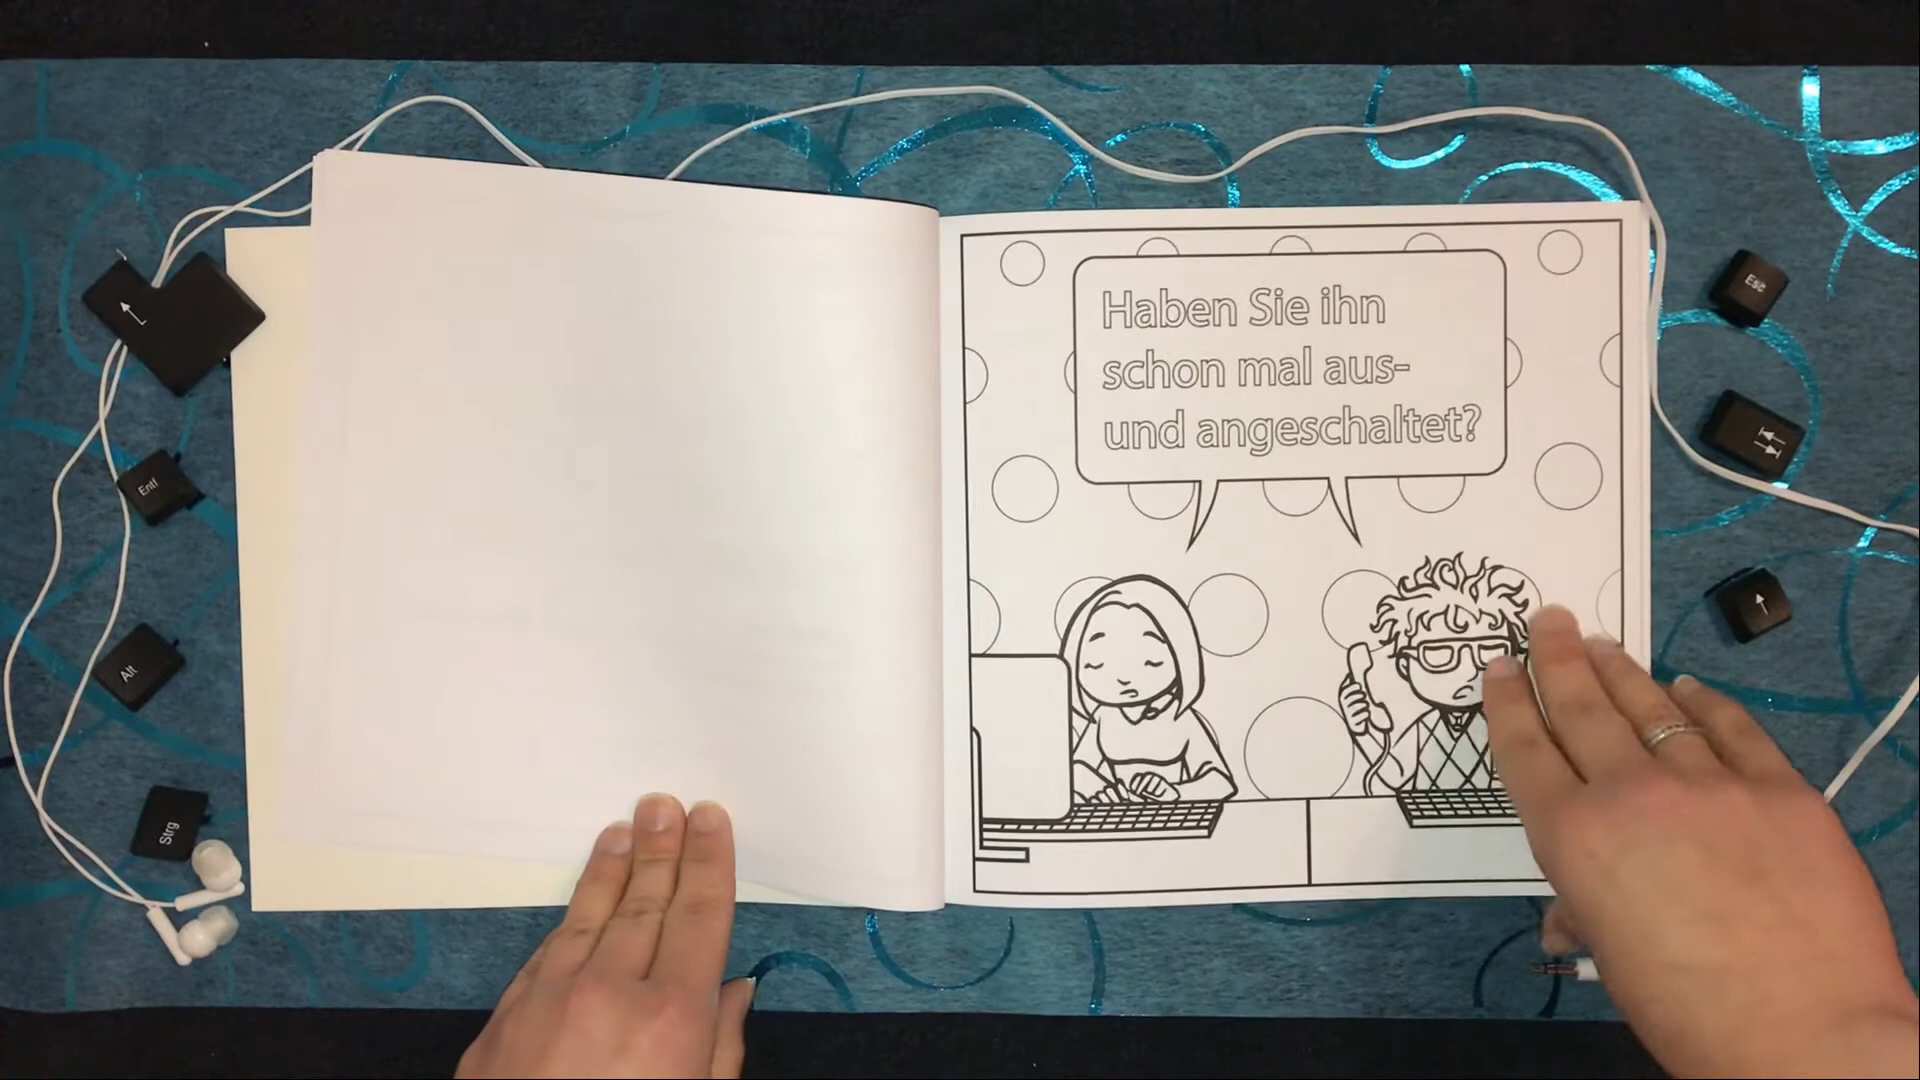 Haben Sie ihn
schon mal aus-
und angeschaltet?
Entf
Alt
Strg
Esc